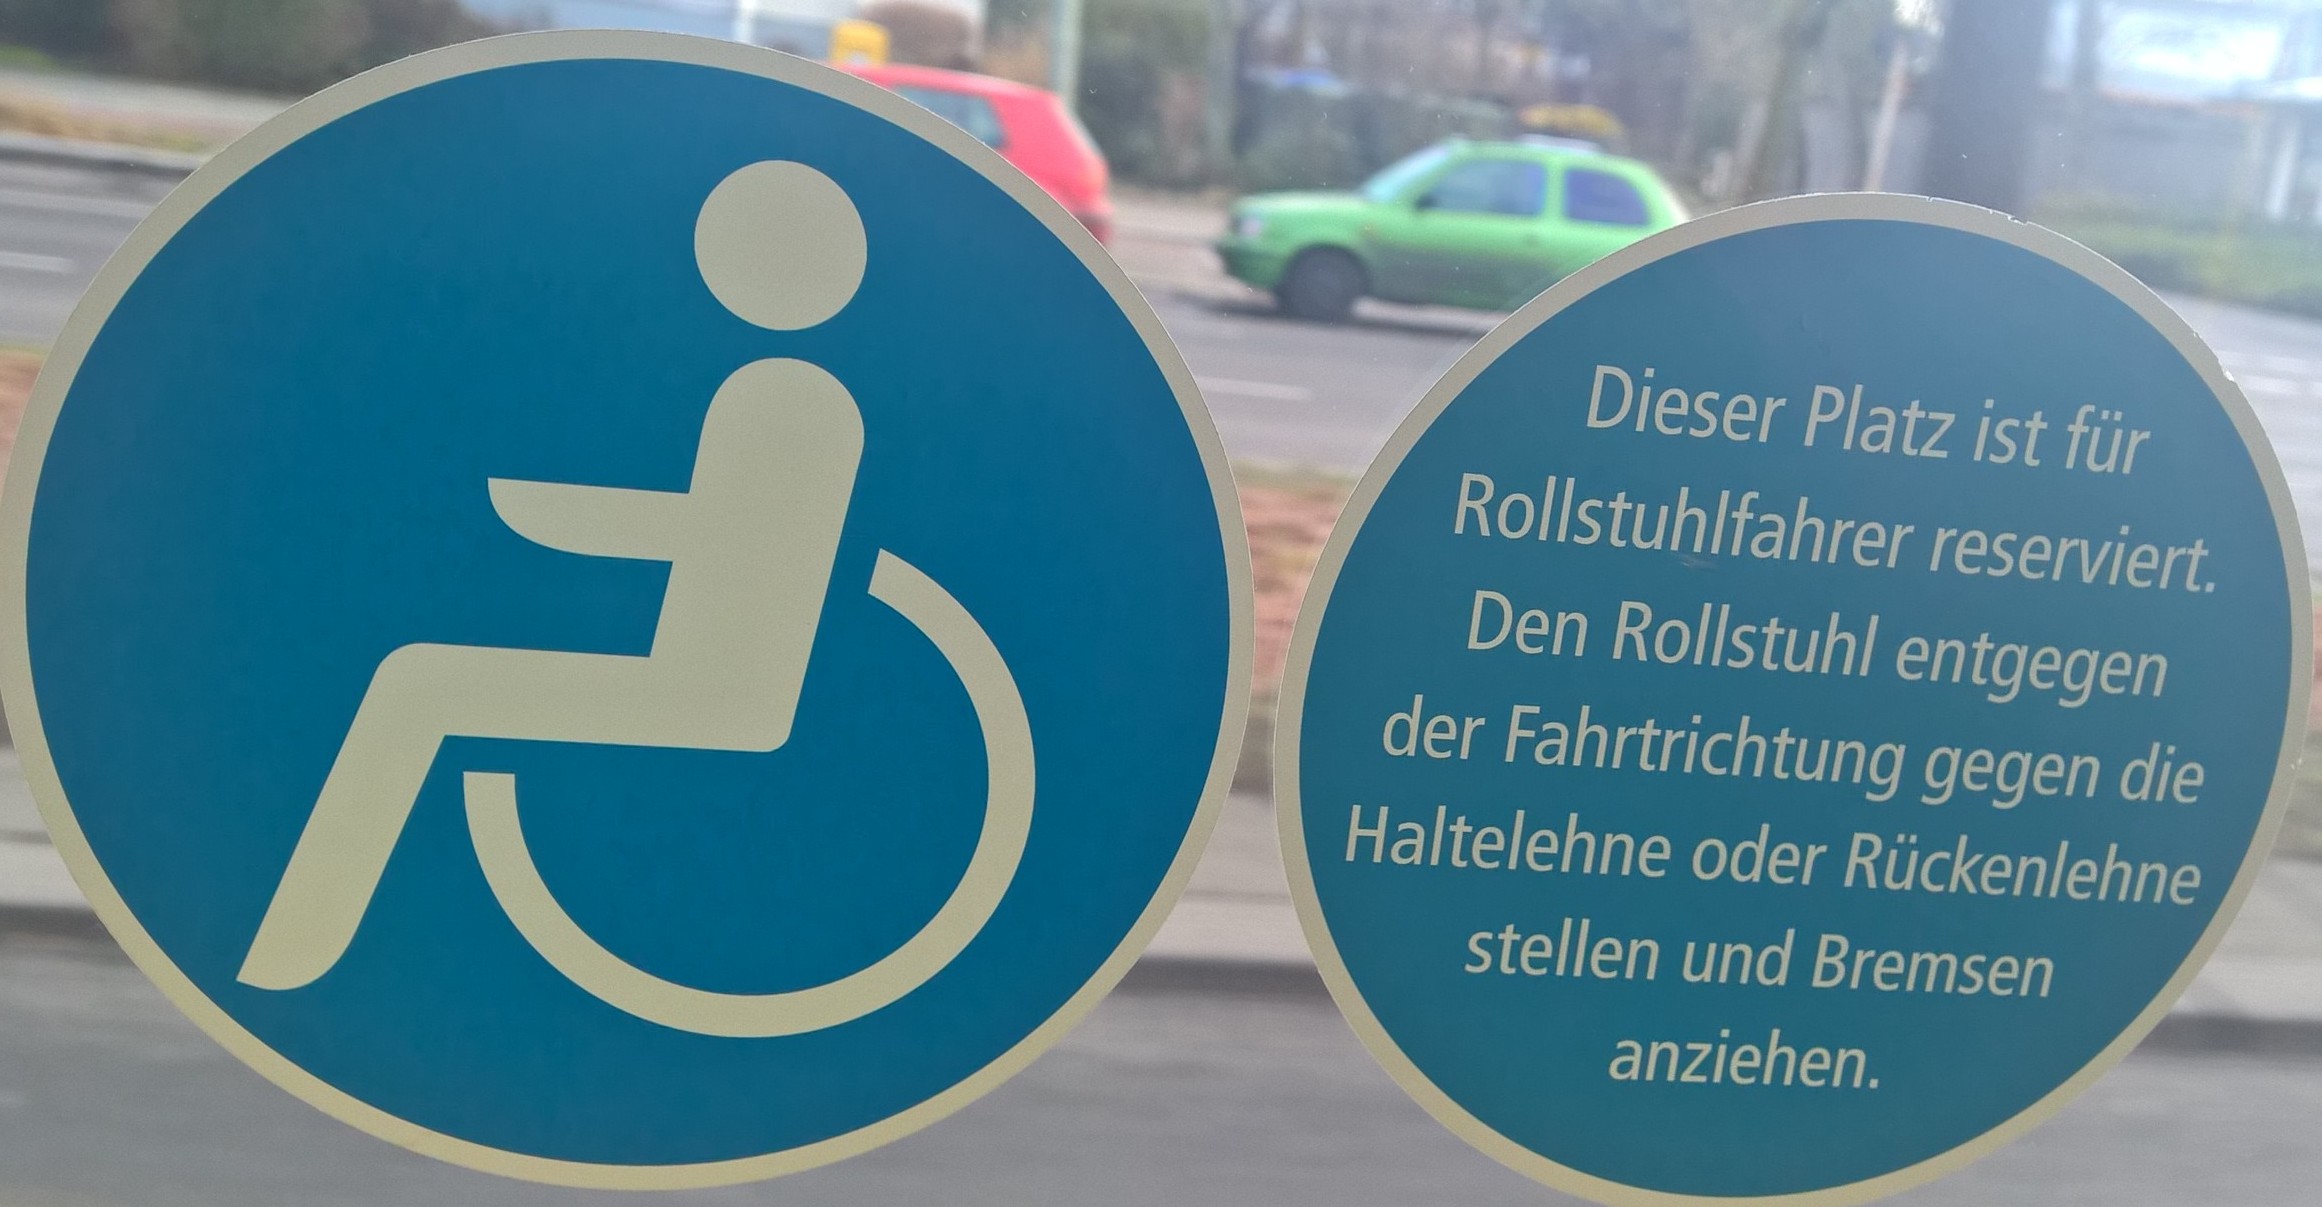 Dieser Platz ist für
Rollstuhlfahrer reserviert.
Den Rollstuhl entgegen
der Fahrtrichtung gegen die
Haltelehne oder Rückenlehne
stellen und Bremsen
anziehen.